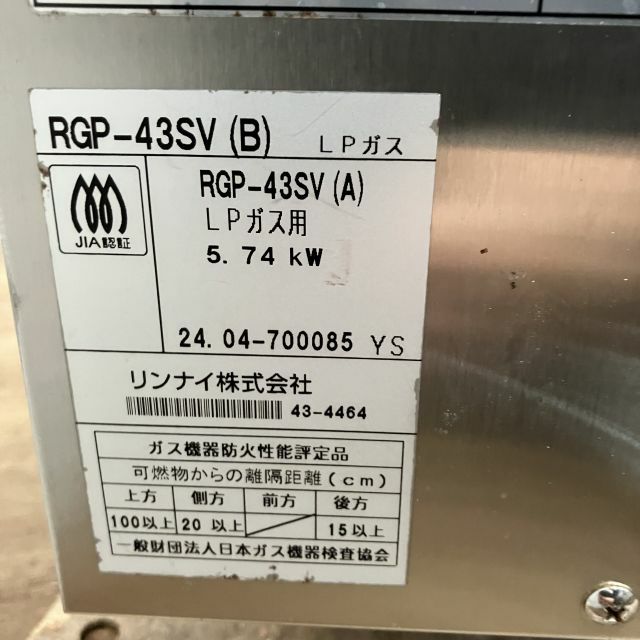 RGP-43SV(B) LPガス
JIA認証
RGP-43SV(A)
LPガス用
5.74 kW
24.04-700085 YS
リンナイ株式会社
43-4464
ガス機器防火性能評定品
可燃物からの離隔距離(cm)
上方 側方 前方 後方
100以上 20以上 15以上
一般財団法人日本ガス機器検査協会